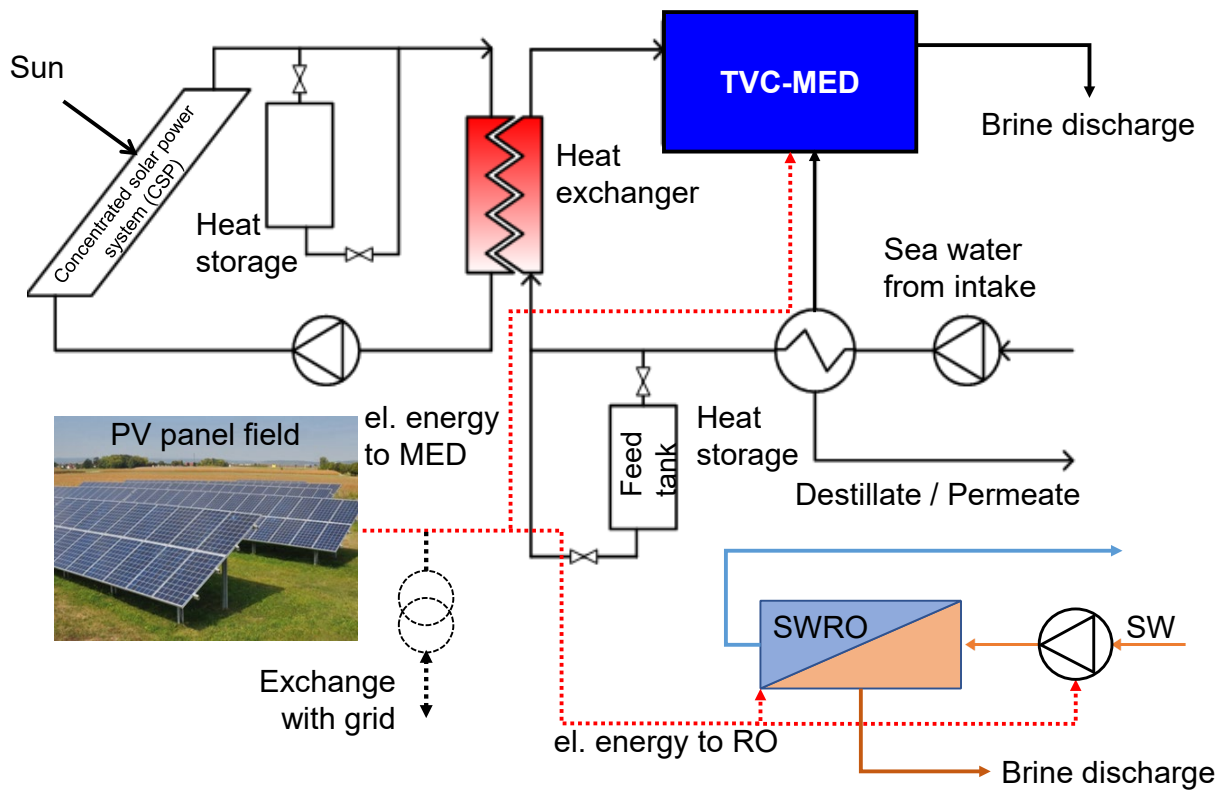 Sun
Concentrated solar power
system (CSP)
Heat
storage
Heat
exchanger
TVC-MED
Brine discharge
Sea water
from intake
PV panel field
el. energy
to MED
Feed
tank
Heat
storage
Destillate / Permeate
Exchange
with grid
SWRO
SW
el. energy to RO
Brine discharge